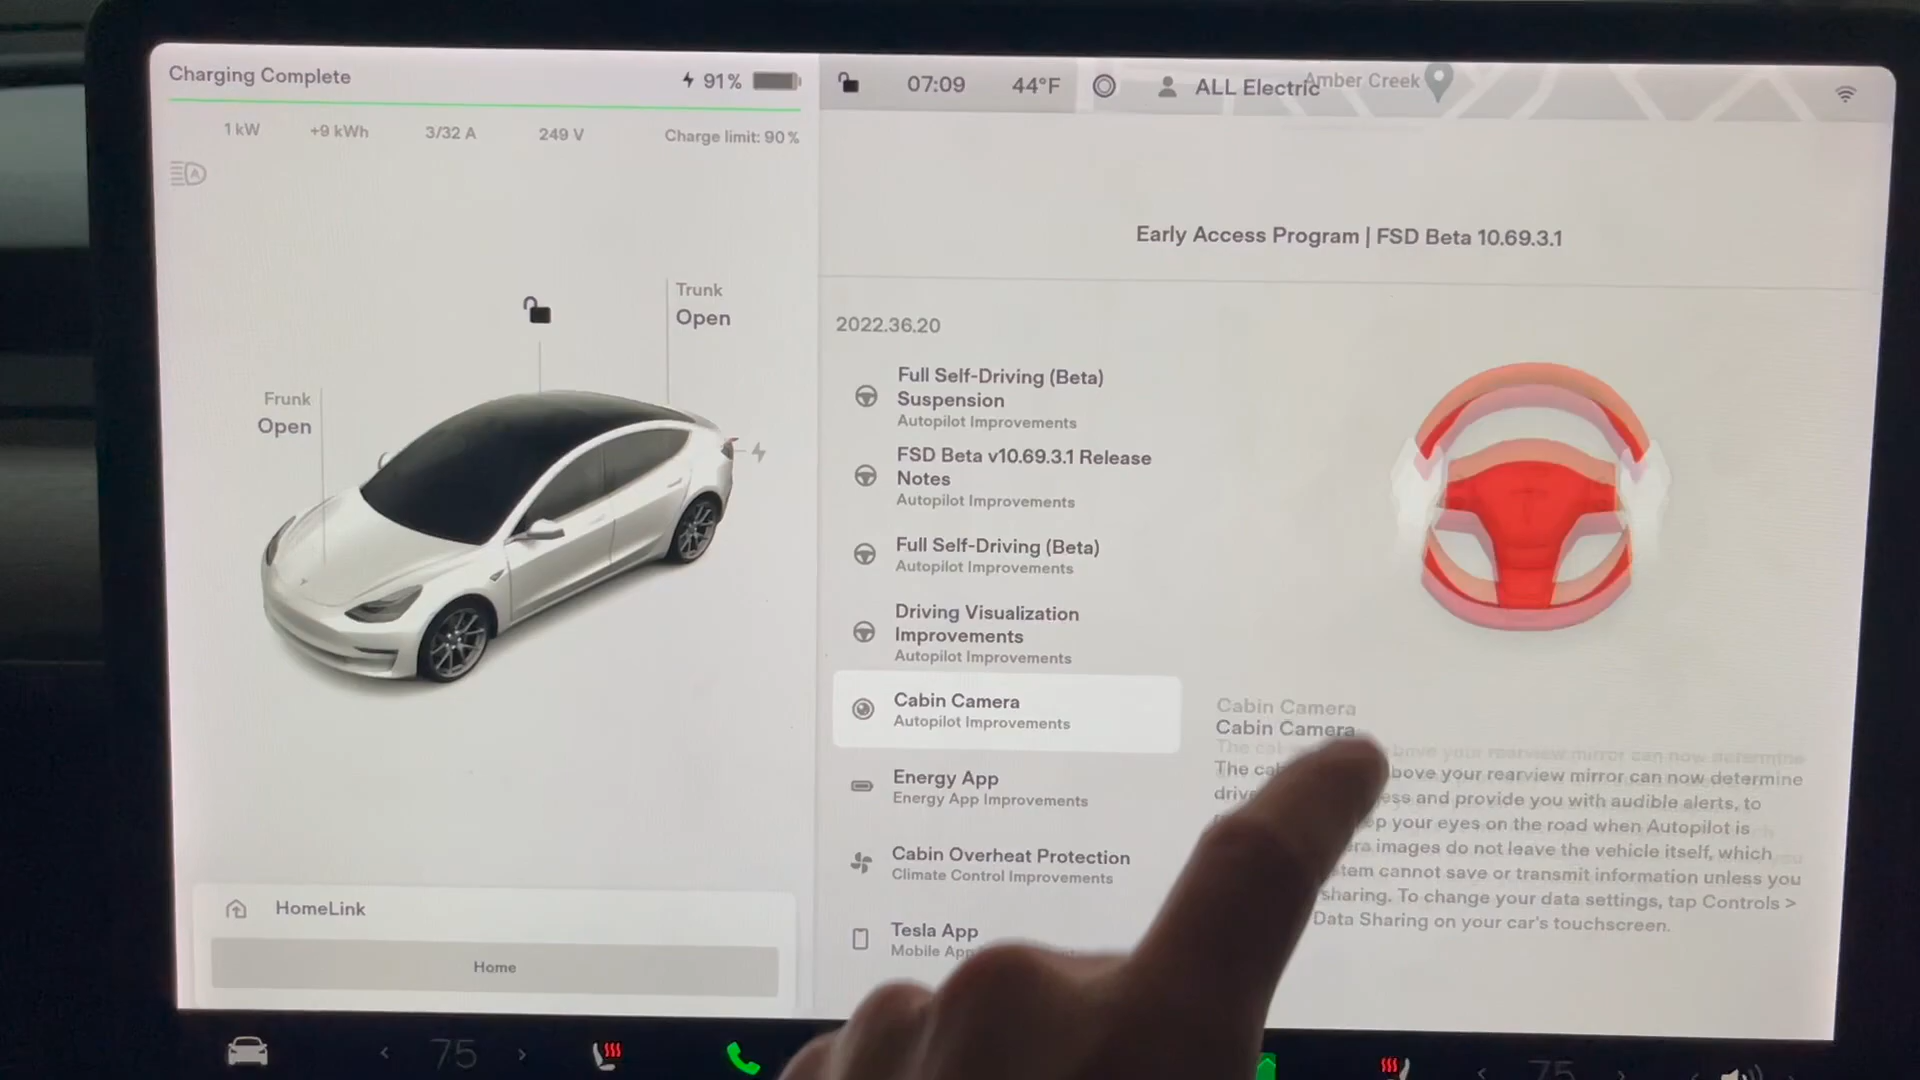 Charging Complete
91%
1 kW +9 kWh 3/32 A 249 V Charge limit: 90%
Trunk
Open
Frunk
Open
HomeLink
Home
07:09 44°F ALL Electric
Amber Creek
Early Access Program | FSD Beta 10.69.3.1
2022.36.20
Full Self-Driving (Beta)
Suspension
Autopilot Improvements
FSD Beta v10.69.3.1 Release
Notes
Autopilot Improvements
Full Self-Driving (Beta)
Autopilot Improvements
Driving Visualization
Improvements
Autopilot Improvements
Cabin Camera
Autopilot Improvements
Energy App
Energy App Improvements
Cabin Overheat Protection
Climate Control Improvements
Tesla App
Mobile App
Cabin Camera
Cabin Camera
The your rearview mirror can now determine
and provide you with audible alerts, to
your eyes on the road when Autopilot is
images do not leave the vehicle itself, which
cannot save or transmit information unless you
sharing. To change your data settings, tap Controls >
Data Sharing on your car's touchscreen.
75
75